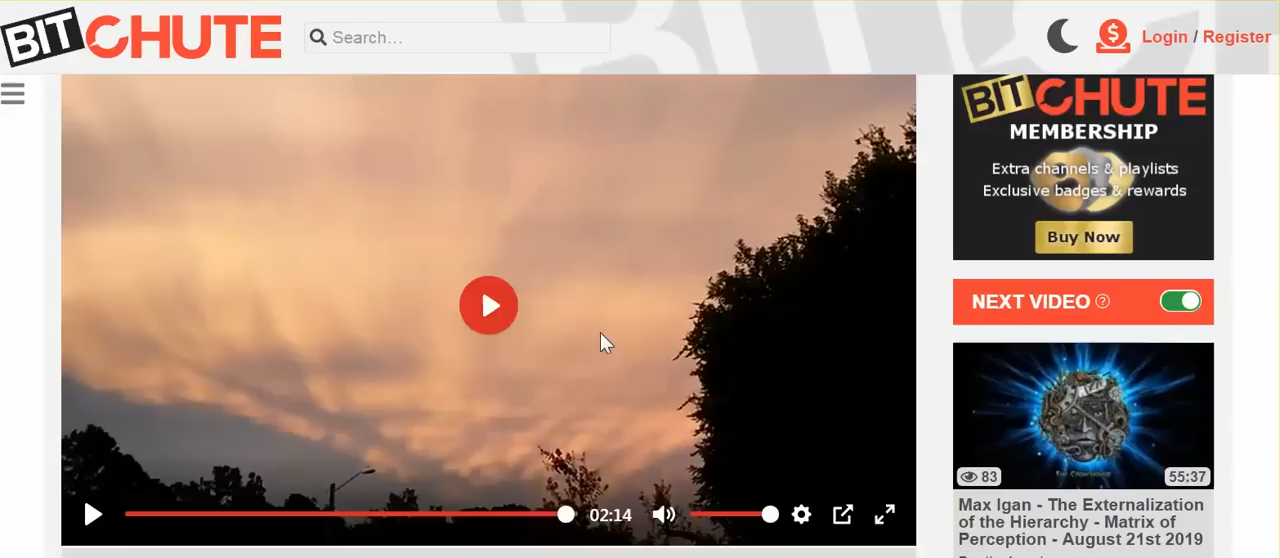 BITCHUTE
Search...
Login / Register
BITCHUTE
MEMBERSHIP
Extra channels & playlists
Exclusive badges & rewards
Buy Now
NEXT VIDEO ?
83
55:37
Max Igan - The Externalization
of the Hierarchy - Matrix of
Perception - August 21st 2019
02:14